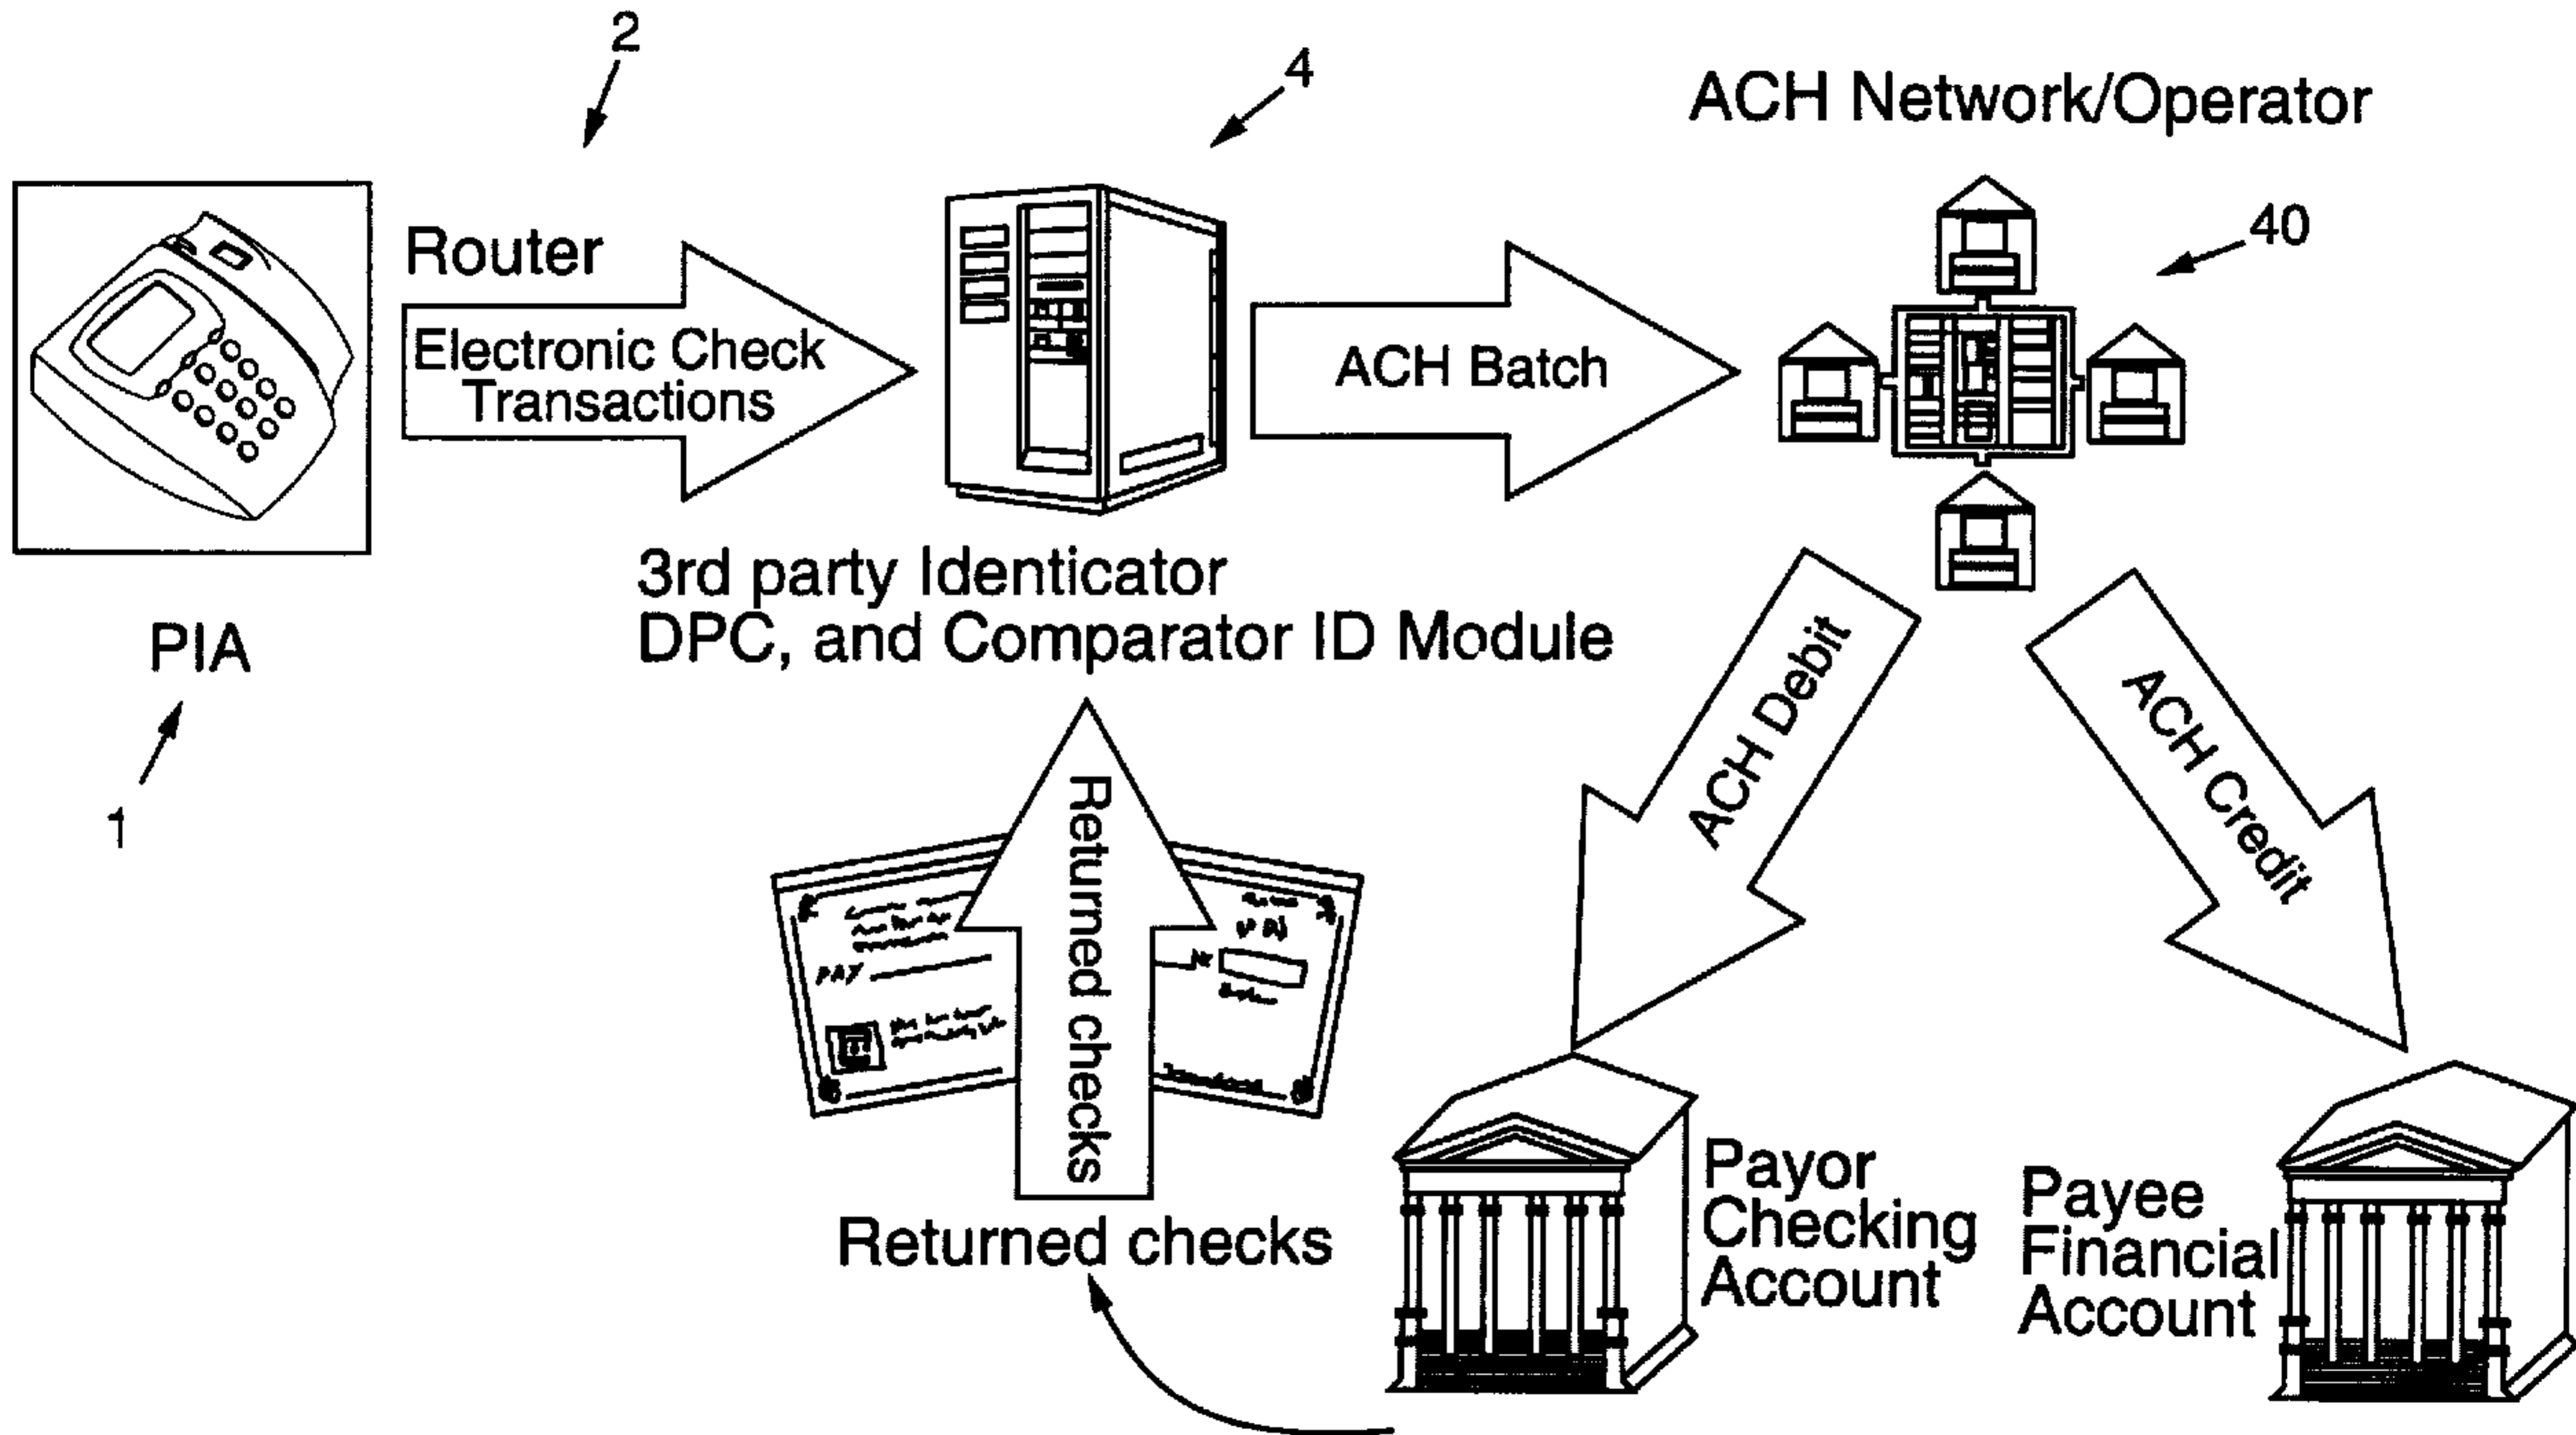 2
4
ACH Network/Operator
40
Router
Electronic Check
Transactions
ACH Batch
3rd party Identicator
DPC, and Comparator ID Module
PIA
1
ACH Debit
ACH Credit
Returned checks
PAY
Returned checks
Payor
Checking
Account
Payee
Financial
Account